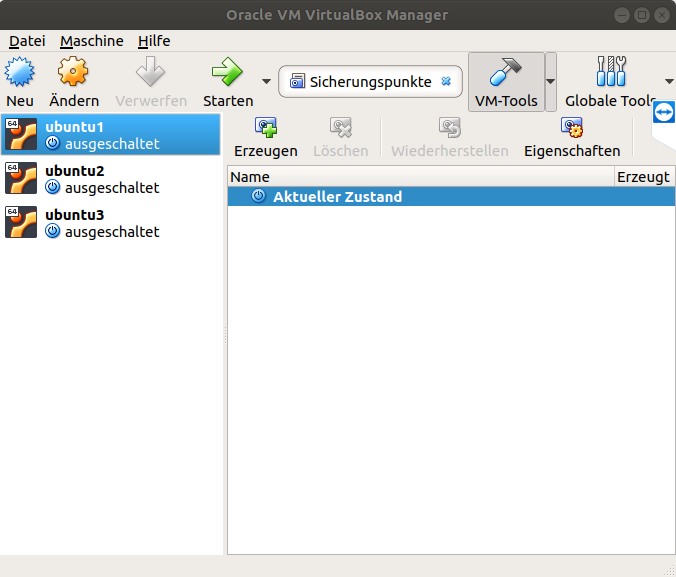 Oracle VM VirtualBox Manager
Datei Maschine Hilfe
Neu Ändern Verwerfen Starten Sicherungspunkte VM-Tools Globale Tools
64 ubuntu1
ausgeschaltet
64 ubuntu2
ausgeschaltet
64 ubuntu3
ausgeschaltet
Erzeugen Löschen Wiederherstellen Eigenschaften
Name Erzeugt
Aktueller Zustand